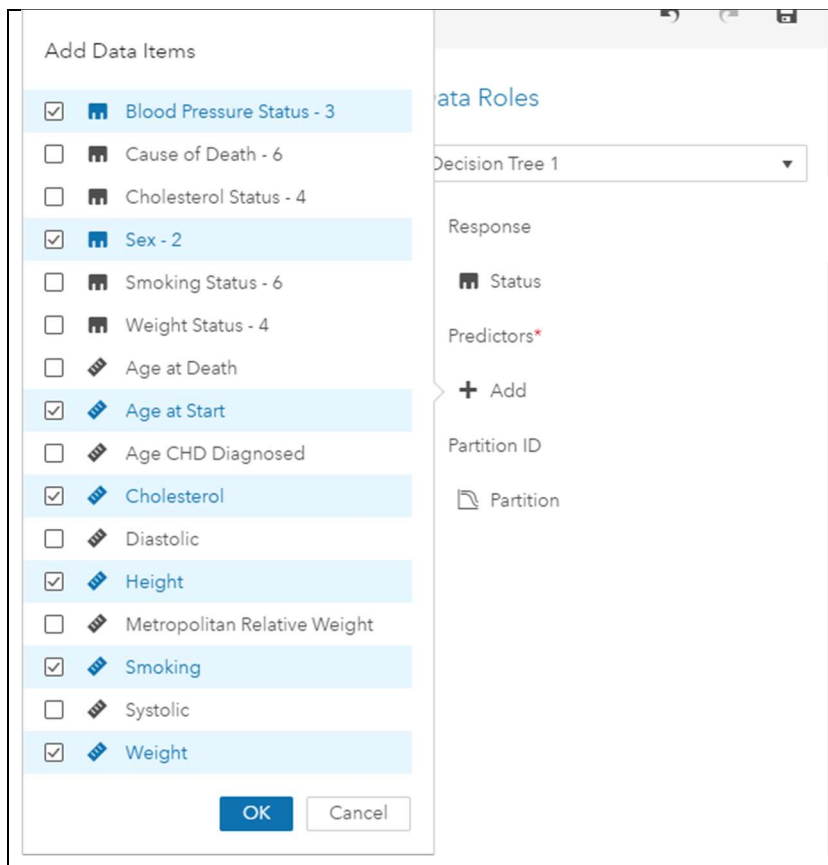 Add Data Items
Blood Pressure Status - 3
Cause of Death - 6
Cholesterol Status - 4
Sex - 2
Smoking Status - 6
Weight Status - 4
Age at Death
Age at Start
Age CHD Diagnosed
Cholesterol
Diastolic
Height
Metropolitan Relative Weight
Smoking
Systolic
Weight
OK Cancel
ata Roles
Decision Tree 1
Response
Status
Predictors*
Add
Partition ID
Partition